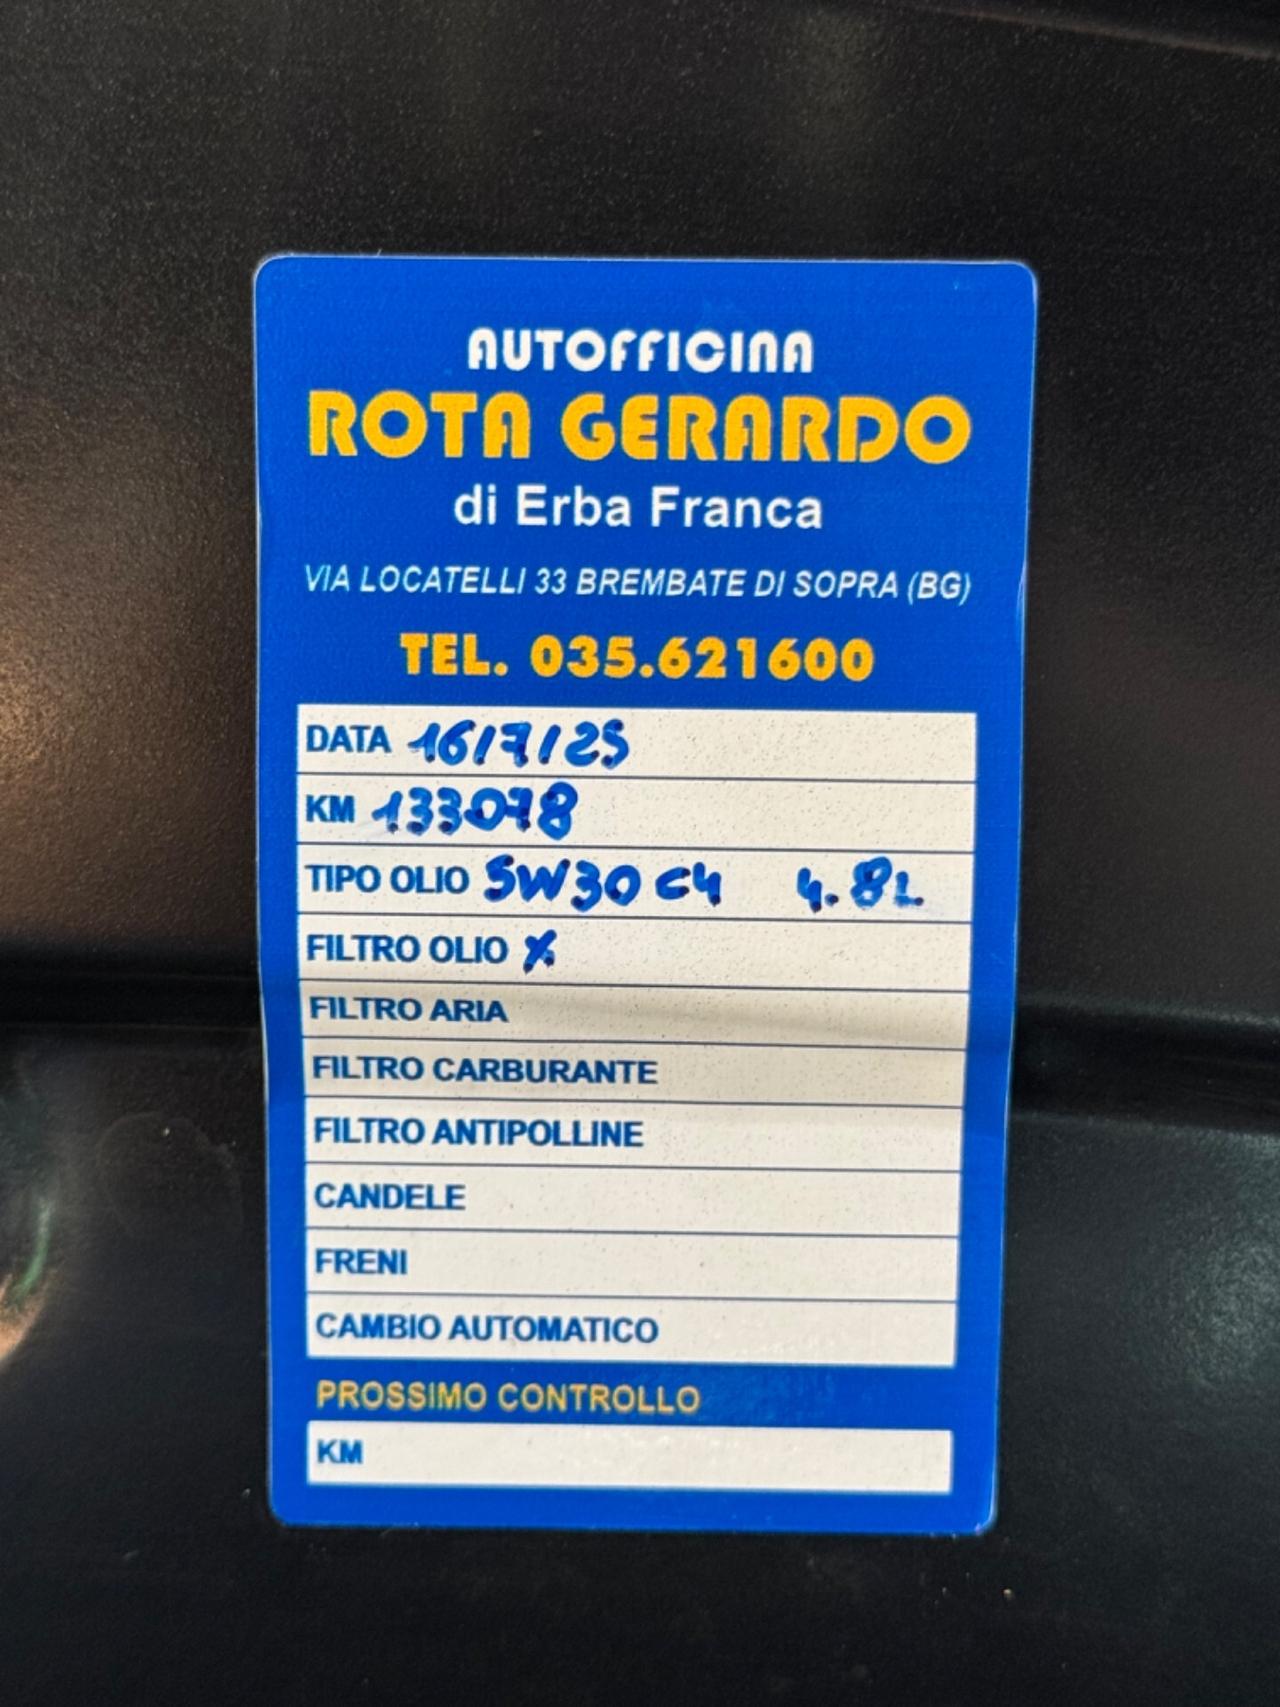 AUTOFFICINA
ROTA GERARDO
di Erba Franca
VIA LOCATELLI 33 BREMBATE DI SOPRA (BG)
TEL. 035.621600
DATA 16/7/25
KM 133078
TIPO OLIO 5W30 C4 4.8L
FILTRO OLIO X
FILTRO ARIA
FILTRO CARBURANTE
FILTRO ANTIPOLLINE
CANDELE
FRENI
CAMBIO AUTOMATICO
PROSSIMO CONTROLLO
KM